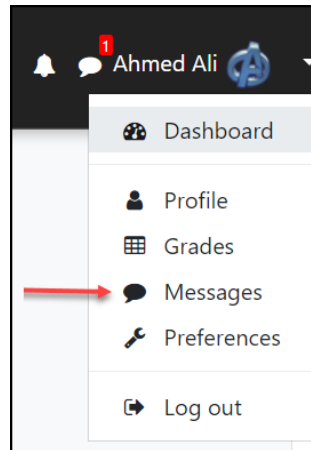 1
Ahmed Ali
Dashboard
Profile
Grades
Messages
Preferences
Log out